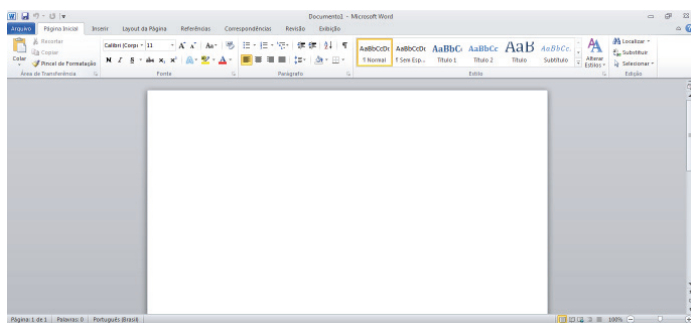 Documento1 - Microsoft Word
Arquivo Página Inicial Inserir Layout da Página Referências Correspondências Revisão Exibição
Colar
Recortar
Copiar
Pincel de Formatação
Área de Transferência
Calibri (Corpo 11
N I S abc x, x² A
Fonte
Parágrafo
AaBbCcDc AaBbCcDc AaBbC AaBbCc AaB AaBbCc.
¶ Normal ¶ Sem Esp... Título 1 Título 2 Título Subtítulo
Alterar
Estilos
Estilo
Localizar
Substituir
Selecionar
Edição
Página: 1 de 1 Palavras: 0 Português (Brasil) 100%